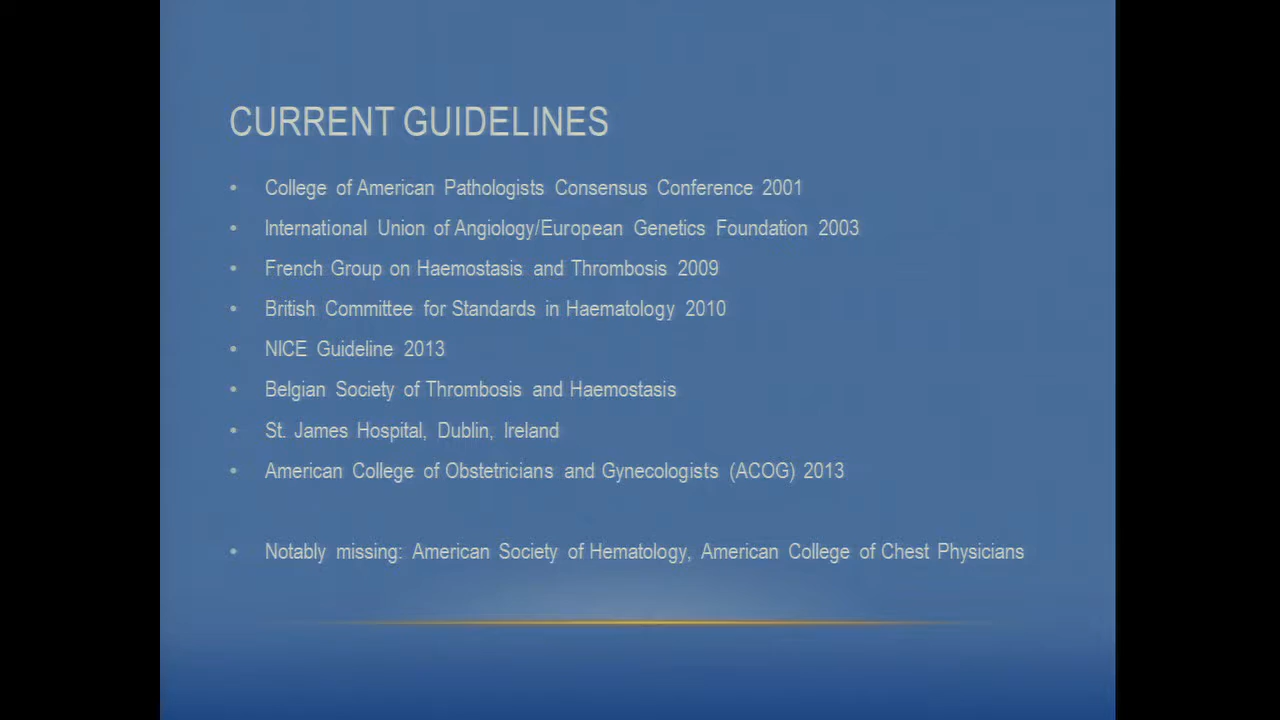 CURRENT GUIDELINES
• College of American Pathologists Consensus Conference 2001
• International Union of Angiology/European Genetics Foundation 2003
• French Group on Haemostasis and Thrombosis 2009
• British Committee for Standards in Haematology 2010
• NICE Guideline 2013
• Belgian Society of Thrombosis and Haemostasis
• St. James Hospital, Dublin, Ireland
• American College of Obstetricians and Gynecologists (ACOG) 2013
• Notably missing: American Society of Hematology, American College of Chest Physicians